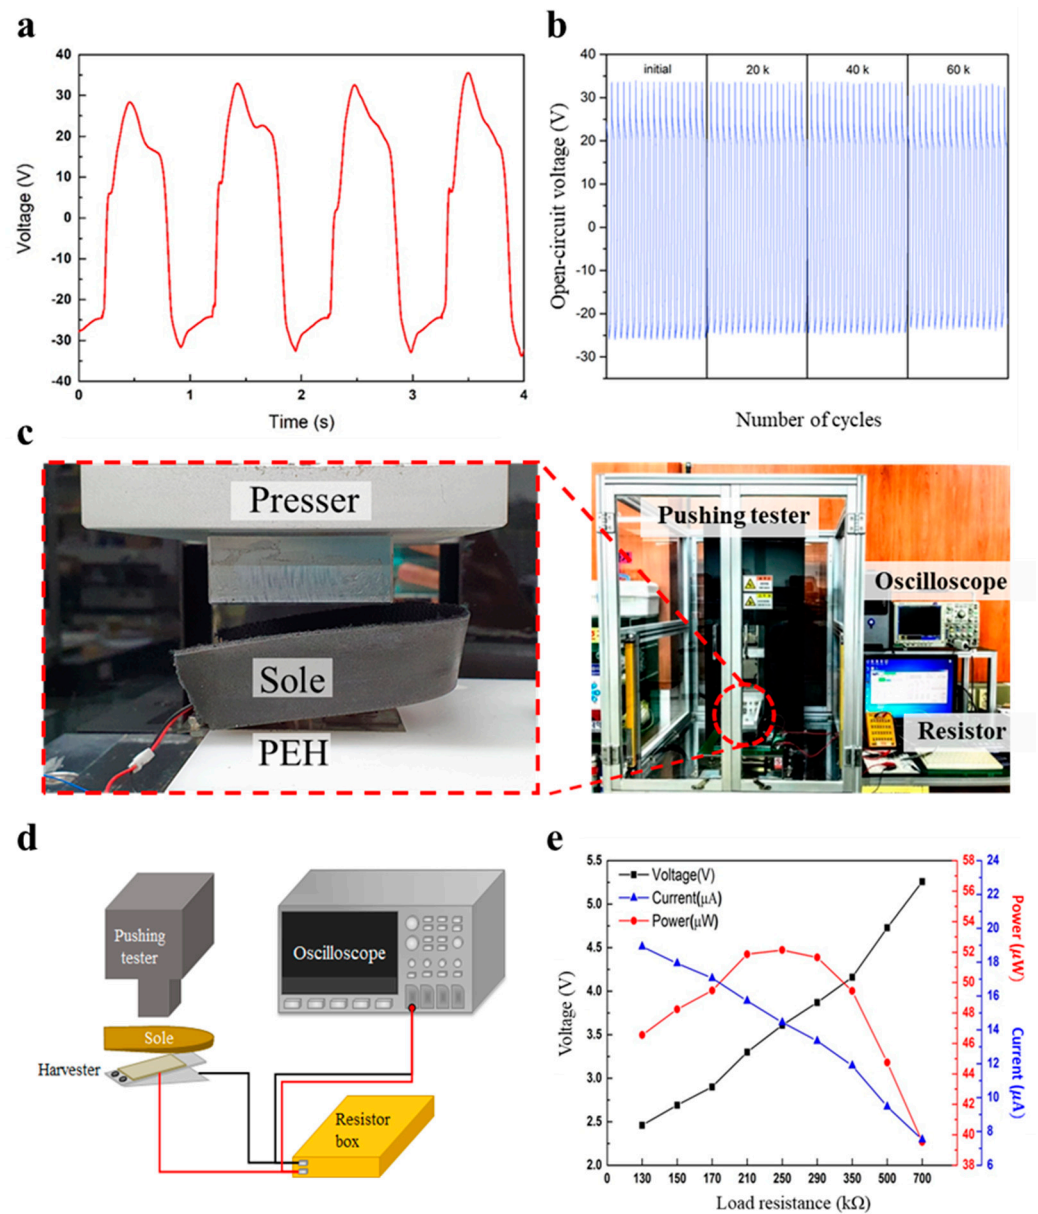 a
40
30
20
10
0
-10
-20
-30
-40
Voltage (V)
0
1
2
3
4
Time (s)
b
40
30
20
10
0
-10
-20
-30
Open-circuit voltage (V)
initial
20 k
40 k
60 k
Number of cycles
c
Presser
Sole
PEH
Pushing tester
Oscilloscope
Resistor
d
Pushing
tester
Oscilloscope
Sole
Harvester
Resistor
box
e
5.5
5.0
4.5
4.0
3.5
3.0
2.5
2.0
Voltage (V)
Voltage(V)
Current(μA)
Power(μW)
0
130
150
170
210
250
290
350
500
700
Load resistance (kΩ)
58
56
54
52
50
48
46
44
42
40
38
Power (μW)
24
22
20
18
16
14
12
10
8
6
Current (μA)